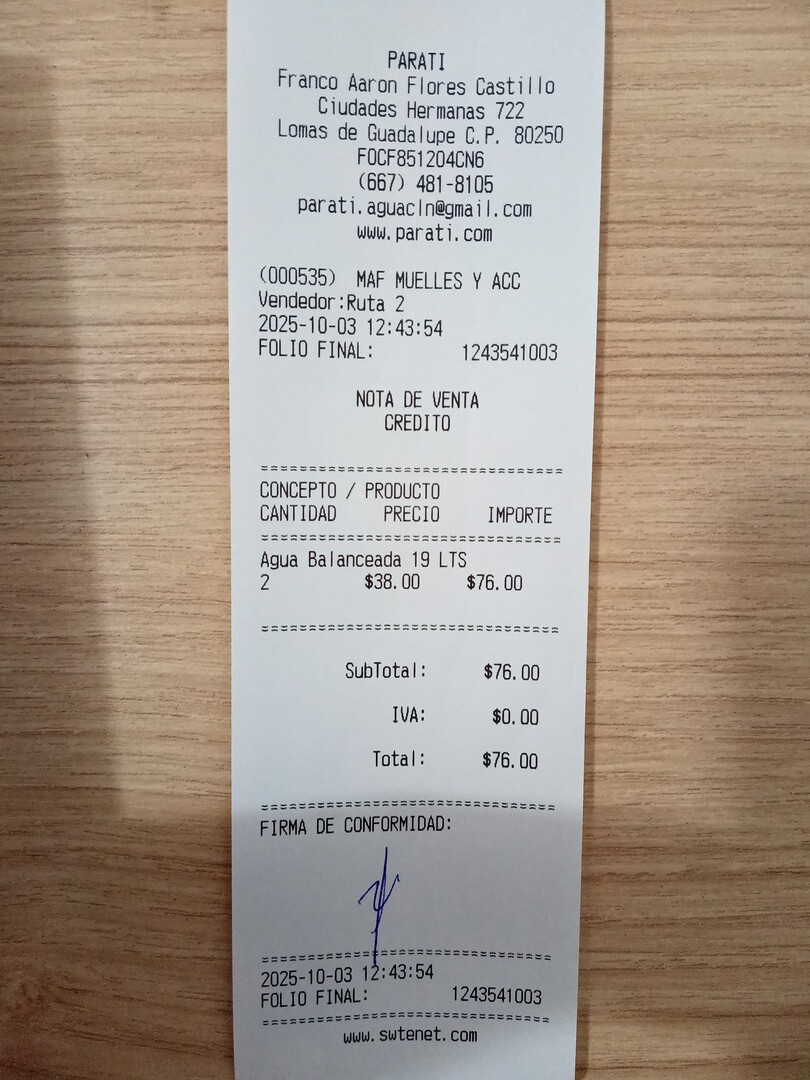 PARATI
Franco Aaron Flores Castillo
Ciudades Hermanas 722
Lomas de Guadalupe C.P. 80250
FOCF851204CN6
(667) 481-8105
parati.aguacln@gmail.com
www.parati.com
(000535) MAF MUELLES Y ACC
Vendedor:Ruta 2
2025-10-03 12:43:54
FOLIO FINAL: 1243541003
NOTA DE VENTA
CREDITO
==============================
CONCEPTO / PRODUCTO
CANTIDAD PRECIO IMPORTE
==============================
Agua Balanceada 19 LTS
2 $38.00 $76.00
==============================
SubTotal: $76.00
IVA: $0.00
Total: $76.00
==============================
FIRMA DE CONFORMIDAD:
==============================
2025-10-03 12:43:54
FOLIO FINAL: 1243541003
==============================
www.swtenet.com